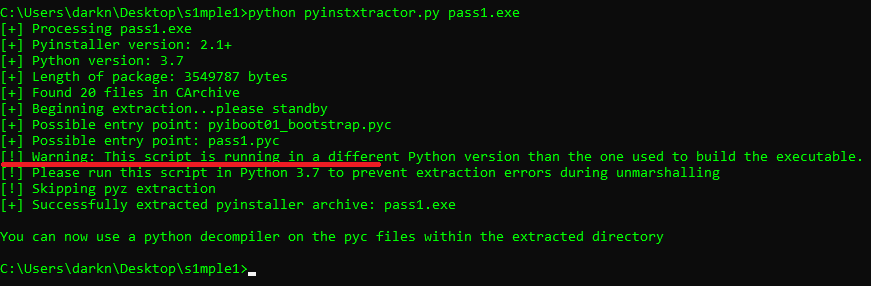 C:\Users\darkn\Desktop\s1mple1>python pyinstxtractor.py pass1.exe
[+] Processing pass1.exe
[+] Pyinstaller version: 2.1+
[+] Python version: 3.7
[+] Length of package: 3549787 bytes
[+] Found 20 files in CArchive
[+] Beginning extraction...please standby
[+] Possible entry point: pyiboot01_bootstrap.pyc
[+] Possible entry point: pass1.pyc
[!] Warning: This script is running in a different Python version than the one used to build the executable.
[!] Please run this script in Python 3.7 to prevent extraction errors during unmarshalling
[!] Skipping pyz extraction
[+] Successfully extracted pyinstaller archive: pass1.exe
You can now use a python decompiler on the pyc files within the extracted directory
C:\Users\darkn\Desktop\s1mple1>